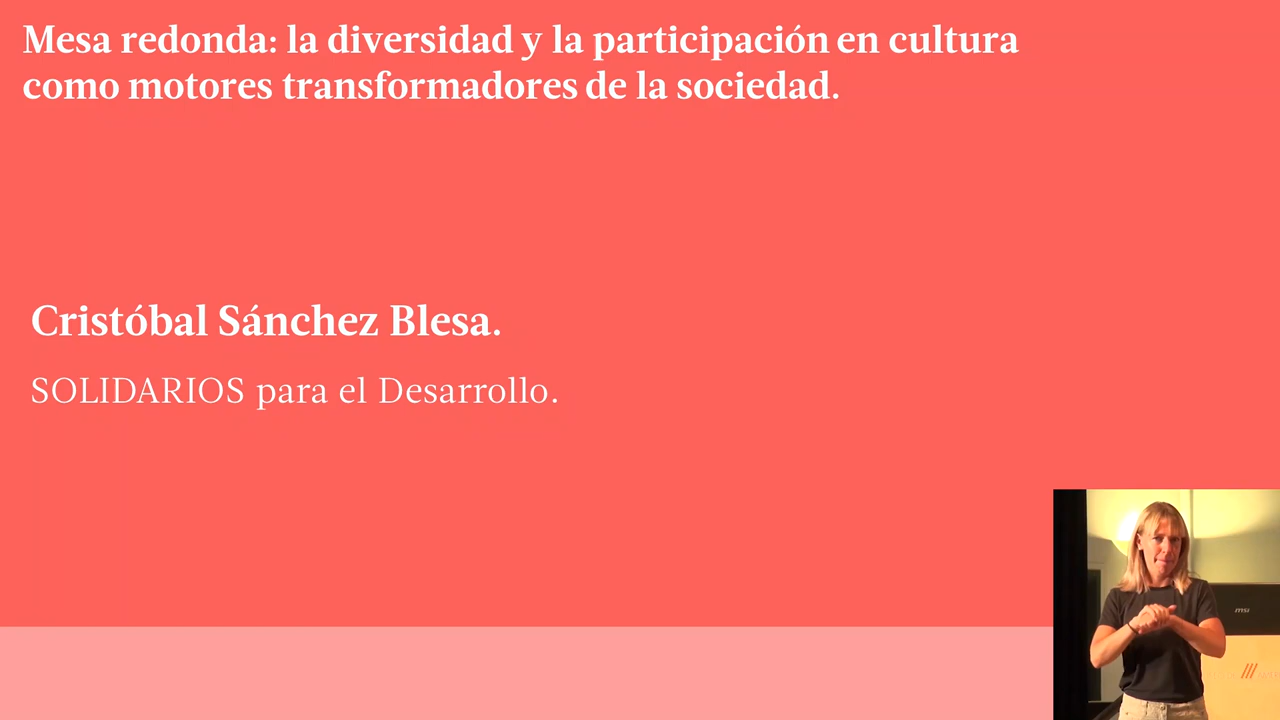 Mesa redonda: la diversidad y la participación en cultura
como motores transformadores de la sociedad.
Cristóbal Sánchez Blesa.
SOLIDARIOS para el Desarrollo.
msi